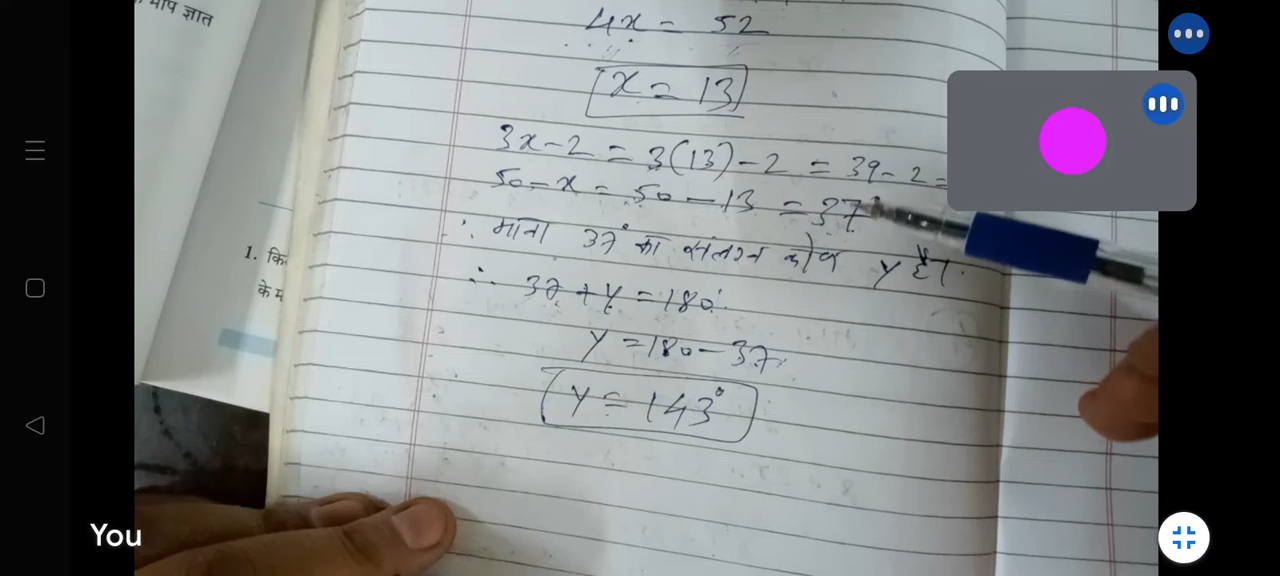 माप ज्ञात
4x = 52
x = 13
3x-2 = 3(13)-2 = 39-2 =
50-x = 50-13 = 37°
∴ माना 37° का संलग्न कोण y है।
∴ 37 + y = 180°
1. कि
के म
y = 180-37
y = 143°
You